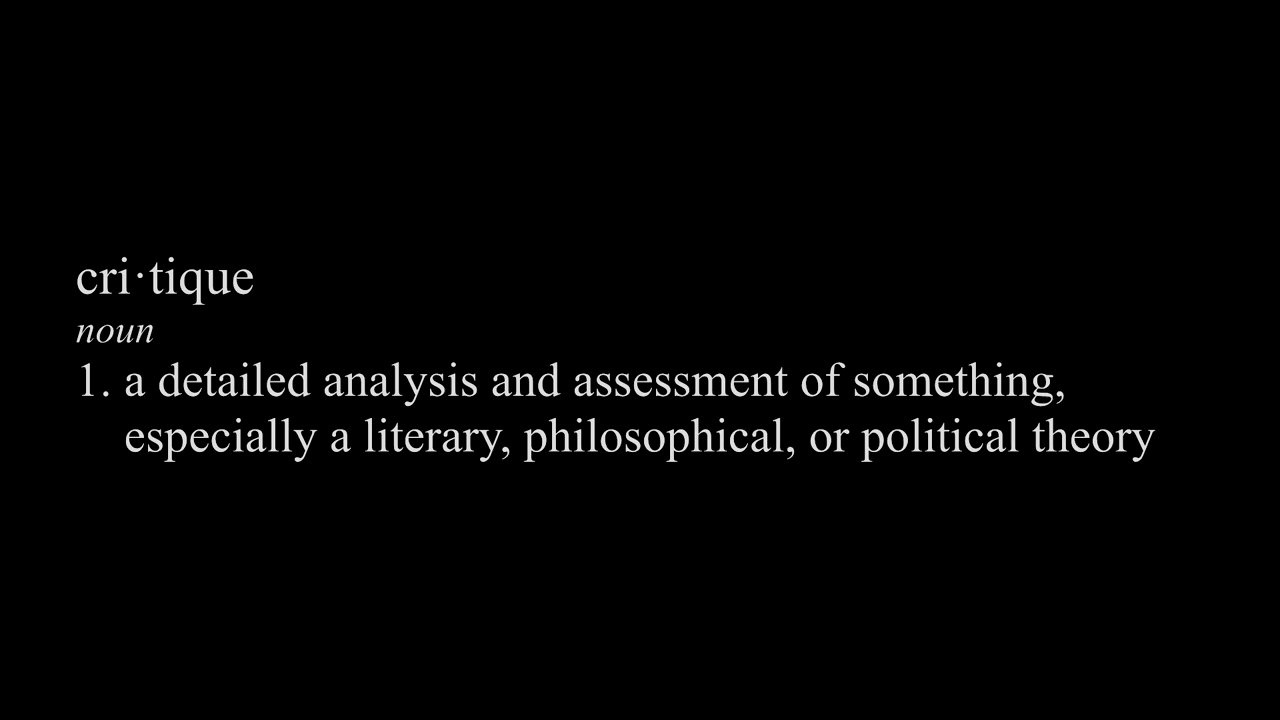 cri·tique
noun
1. a detailed analysis and assessment of something,
especially a literary, philosophical, or political theory